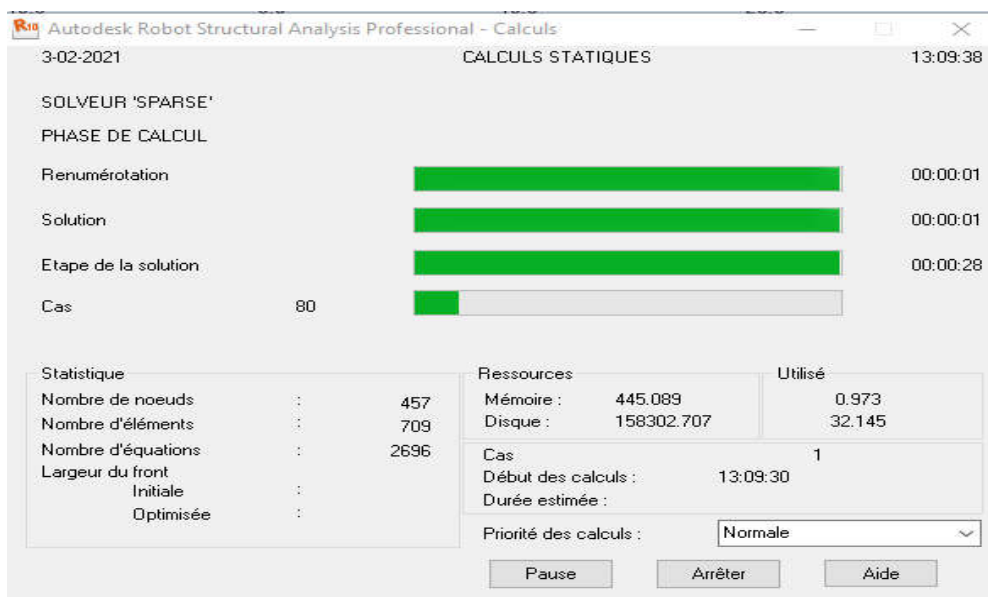 R10 Autodesk Robot Structural Analysis Professional - Calculs
3-02-2021 CALCULS STATIQUES 13:09:38
SOLVEUR 'SPARSE'
PHASE DE CALCUL
Renumérotation 00:00:01
Solution 00:00:01
Etape de la solution 00:00:28
Cas 80
Statistique
Nombre de noeuds : 457
Nombre d'éléments : 709
Nombre d'équations : 2696
Largeur du front
Initiale :
Optimisée :
Ressources Utilisé
Mémoire : 445.089 0.973
Disque : 158302.707 32.145
Cas 1
Début des calculs : 13:09:30
Durée estimée :
Priorité des calculs : Normale
Pause Arrêter Aide